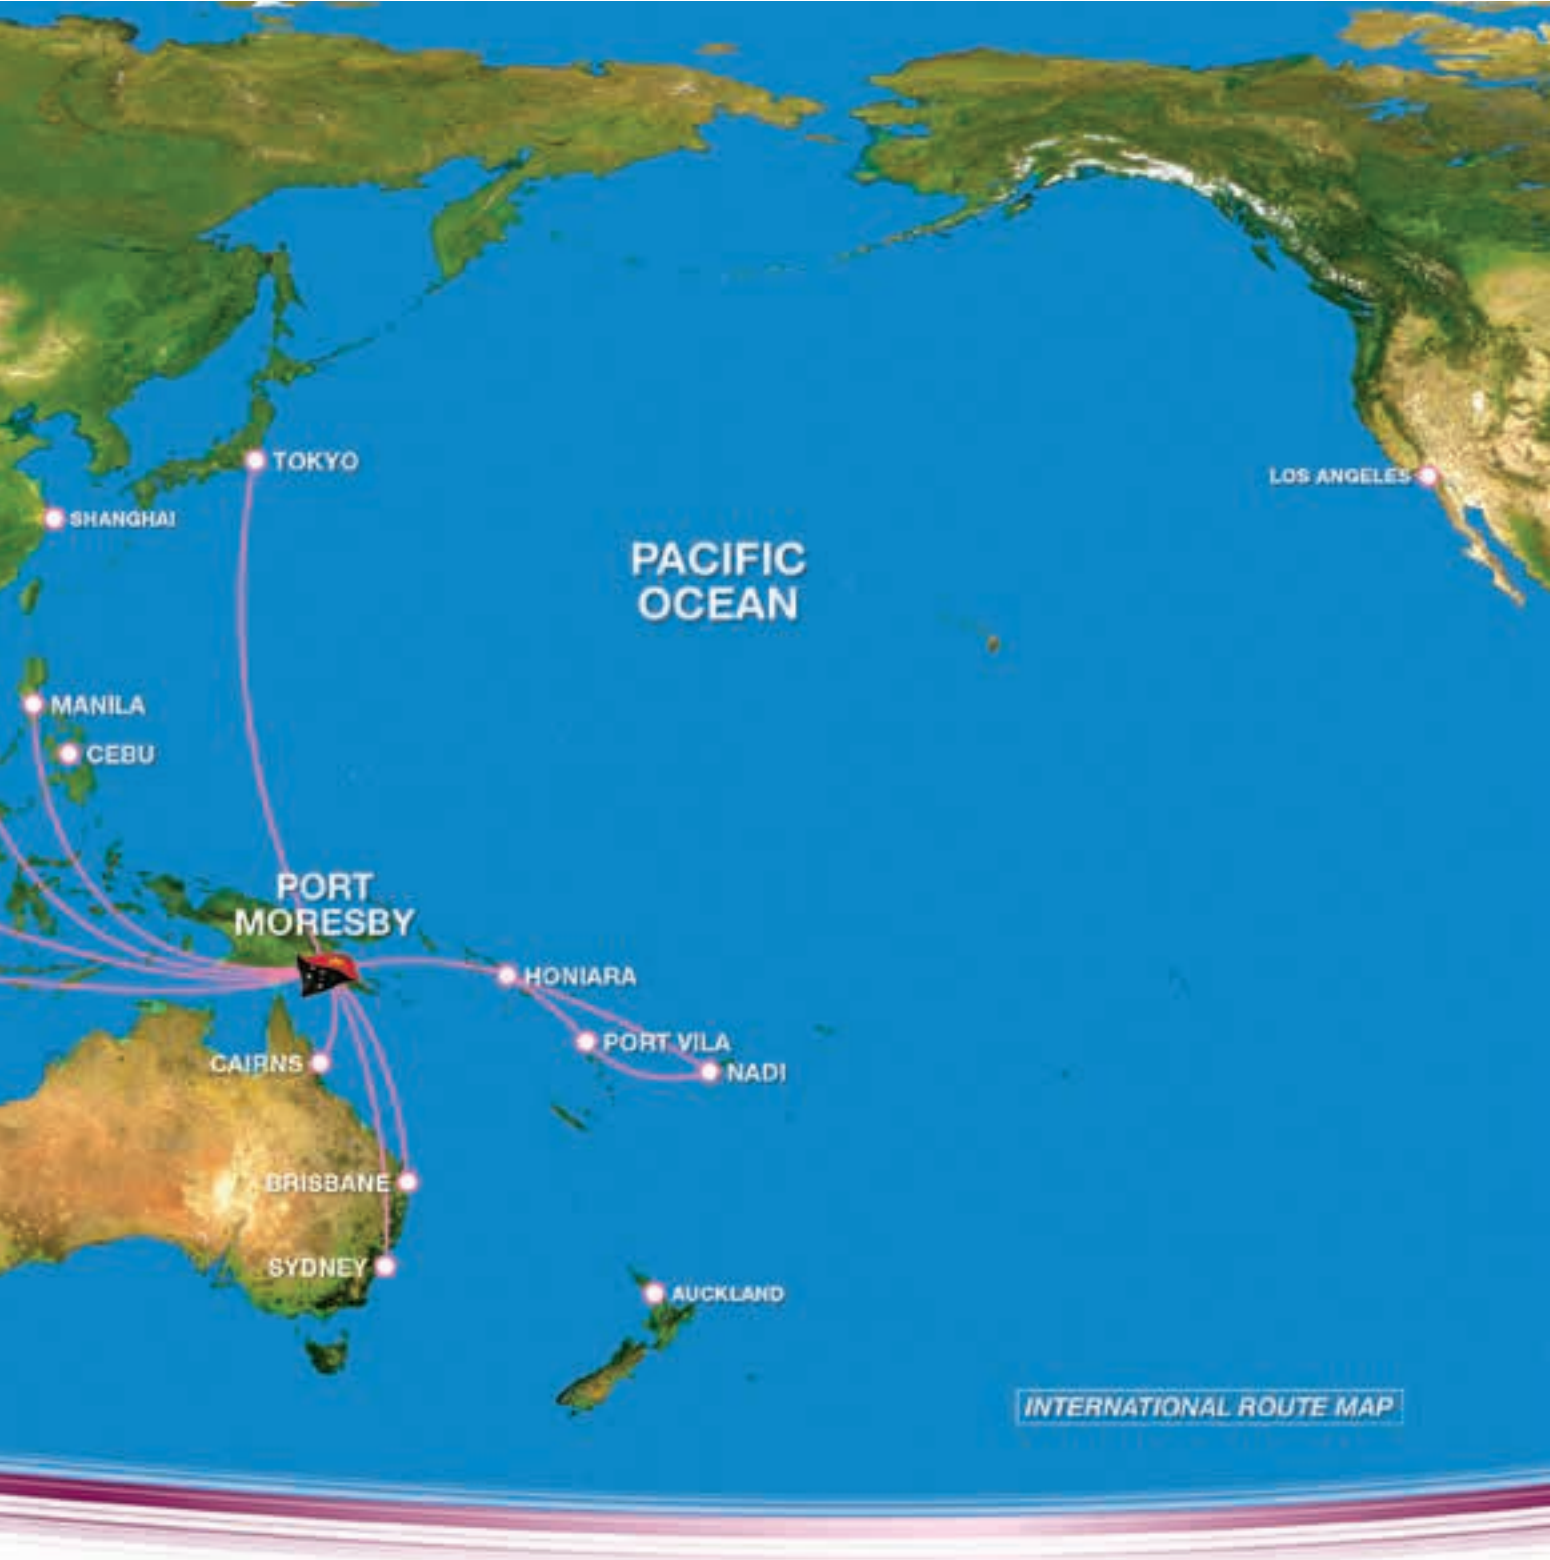 TOKYO
LOS ANGELES
SHANGHAI
PACIFIC
OCEAN
MANILA
CEBU
PORT
MORESBY
HONIARA
PORT VILA
CAIRNS
NADI
BRISBANE
SYDNEY
AUCKLAND
INTERNATIONAL ROUTE MAP